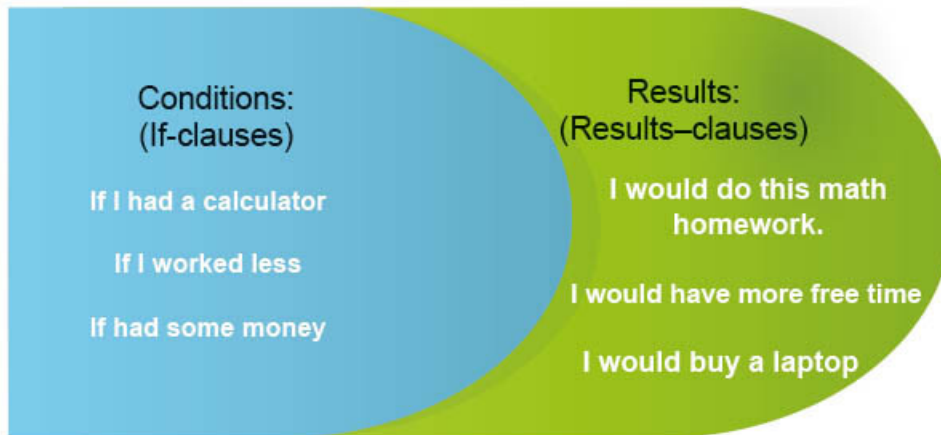 Conditions:
(If-clauses)
If I had a calculator
If I worked less
If had some money
Results:
(Results–clauses)
I would do this math
homework.
I would have more free time
I would buy a laptop